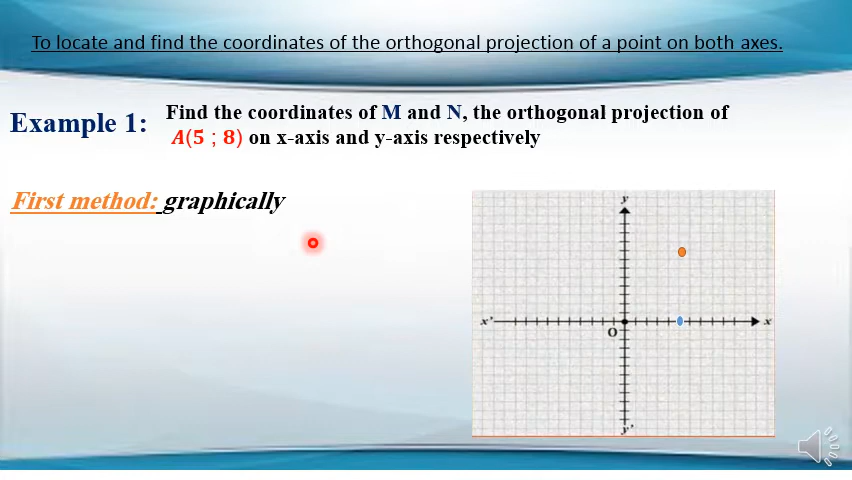 To locate and find the coordinates of the orthogonal projection of a point on both axes.
Example 1:
Find the coordinates of M and N, the orthogonal projection of
A(5 ; 8) on x-axis and y-axis respectively
First method: graphically
y
x'
x
O
y'